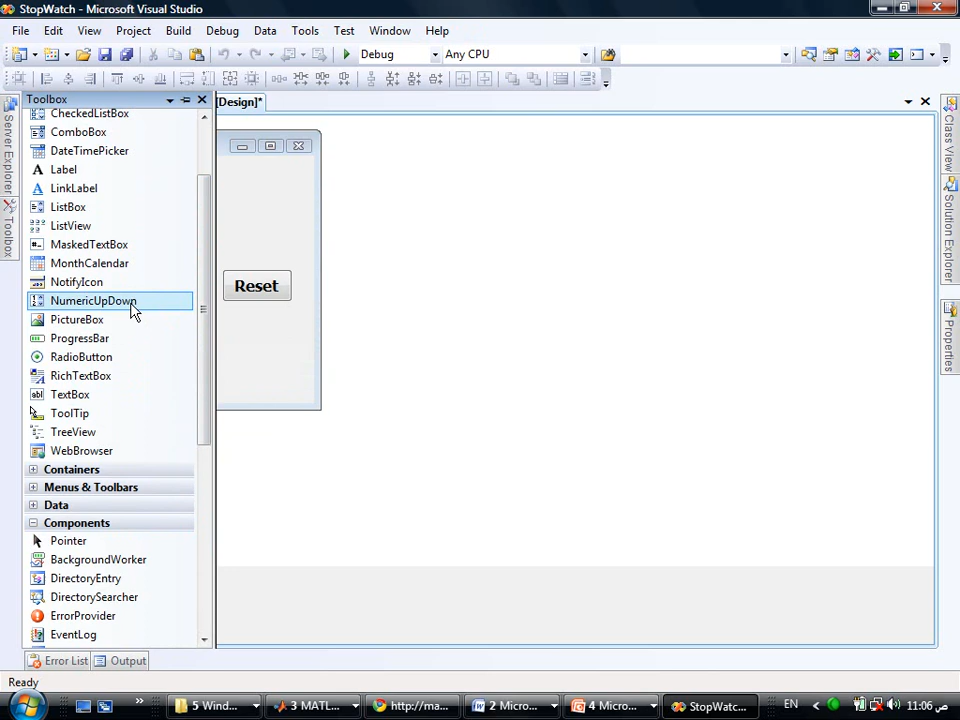 StopWatch - Microsoft Visual Studio
File Edit View Project Build Debug Data Tools Test Window Help
Debug Any CPU
Toolbox
[Design]*
CheckedListBox
ComboBox
DateTimePicker
Label
LinkLabel
ListBox
ListView
MaskedTextBox
MonthCalendar
NotifyIcon
NumericUpDown
PictureBox
ProgressBar
RadioButton
RichTextBox
TextBox
ToolTip
TreeView
WebBrowser
Containers
Menus & Toolbars
Data
Components
Pointer
BackgroundWorker
DirectoryEntry
DirectorySearcher
ErrorProvider
EventLog
Reset
Server Explorer
Toolbox
Class View
Solution Explorer
Properties
Error List Output
Ready
5 Wind... 3 MATL... http://ma... 2 Micro... 4 Micro... StopWatc... EN 11:06 ص